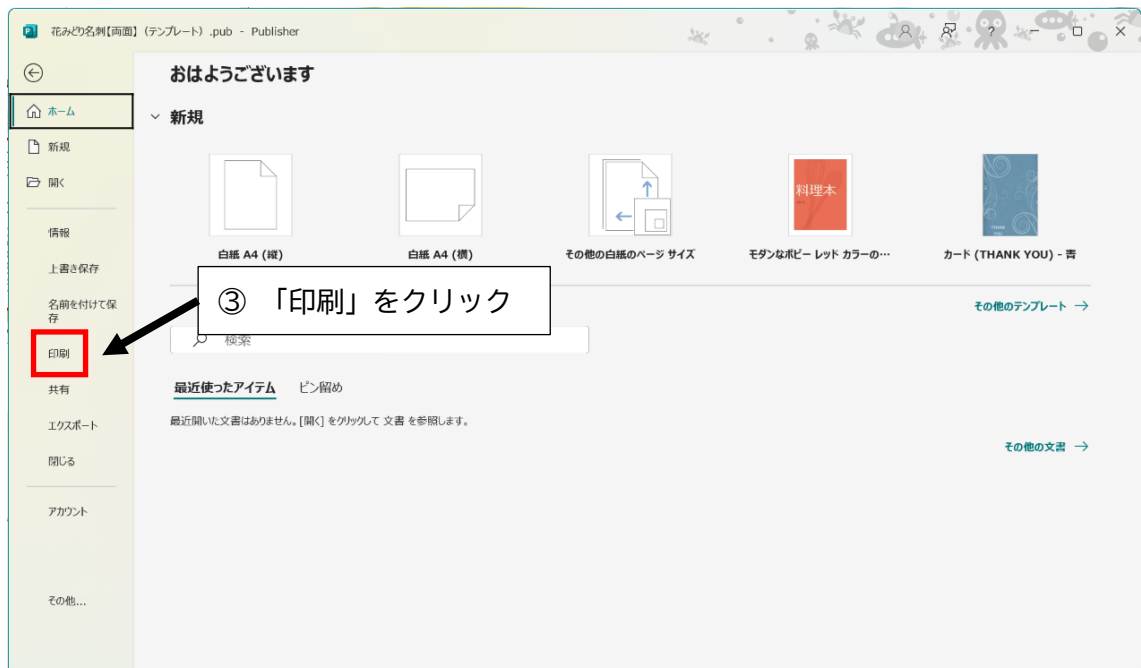 花みどり名刺【両面】(テンプレート) .pub - Publisher
?
おはようございます
ホーム
新規
新規
開く
料理本
THANK YOU
白紙 A4 (縦)
白紙 A4 (横)
その他の白紙のページ サイズ
モダンなポピー レッド カラーの…
カード (THANK YOU) - 青
情報
上書き保存
名前を付けて保
存
③ 「印刷」をクリック
その他のテンプレート →
検索
印刷
共有
最近使ったアイテム ピン留め
最近開いた文書はありません。[開く] をクリックして 文書 を参照します。
エクスポート
その他の文書 →
閉じる
アカウント
その他...